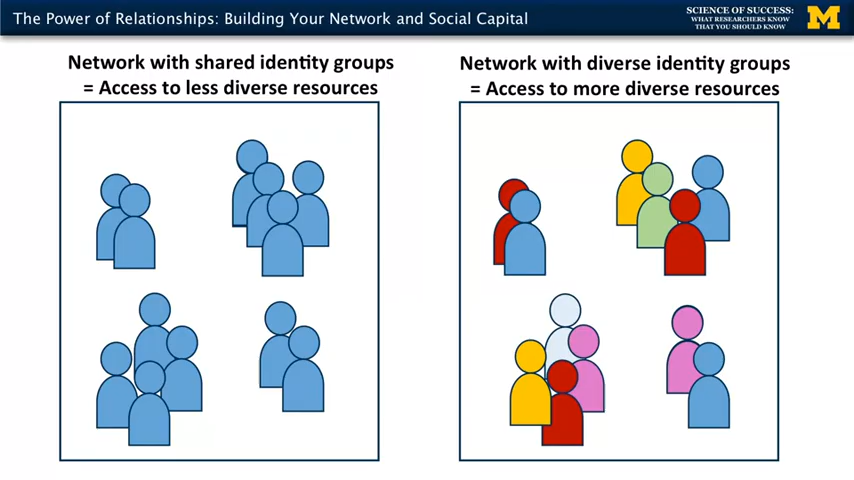 The Power of Relationships: Building Your Network and Social Capital
SCIENCE OF SUCCESS:
WHAT RESEARCHERS KNOW
THAT YOU SHOULD KNOW
M
Network with shared identity groups
= Access to less diverse resources
Network with diverse identity groups
= Access to more diverse resources